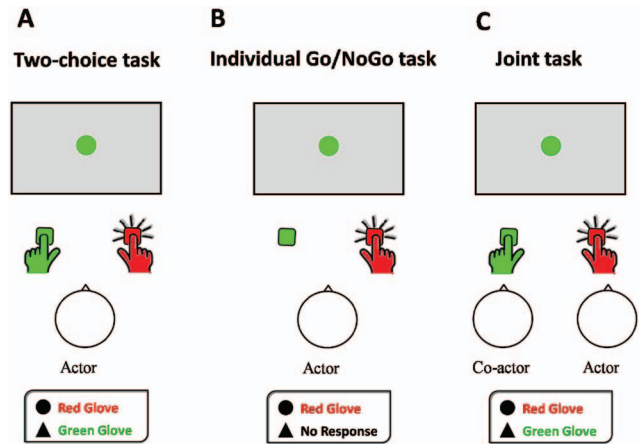 A
Two-choice task
Actor
Red Glove
Green Glove
B
Individual Go/NoGo task
Actor
Red Glove
No Response
C
Joint task
Co-actor Actor
Red Glove
Green Glove